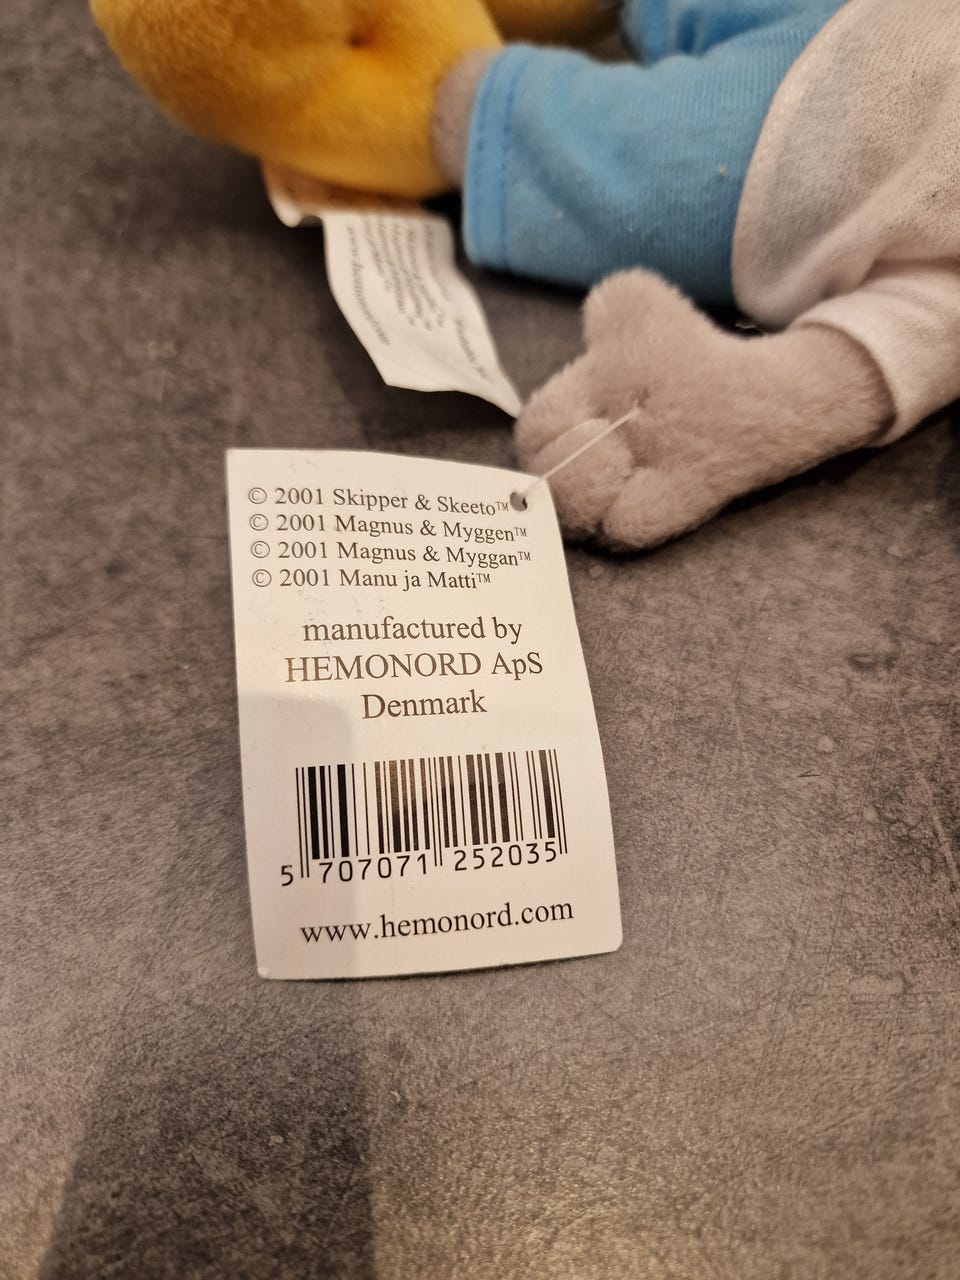 © 2001 Skipper & Skeeto™
© 2001 Magnus & Myggen™
© 2001 Magnus & Myggan™
© 2001 Manu ja Matti™
manufactured by
HEMONORD ApS
Denmark
5 707071 252035
www.hemonord.com